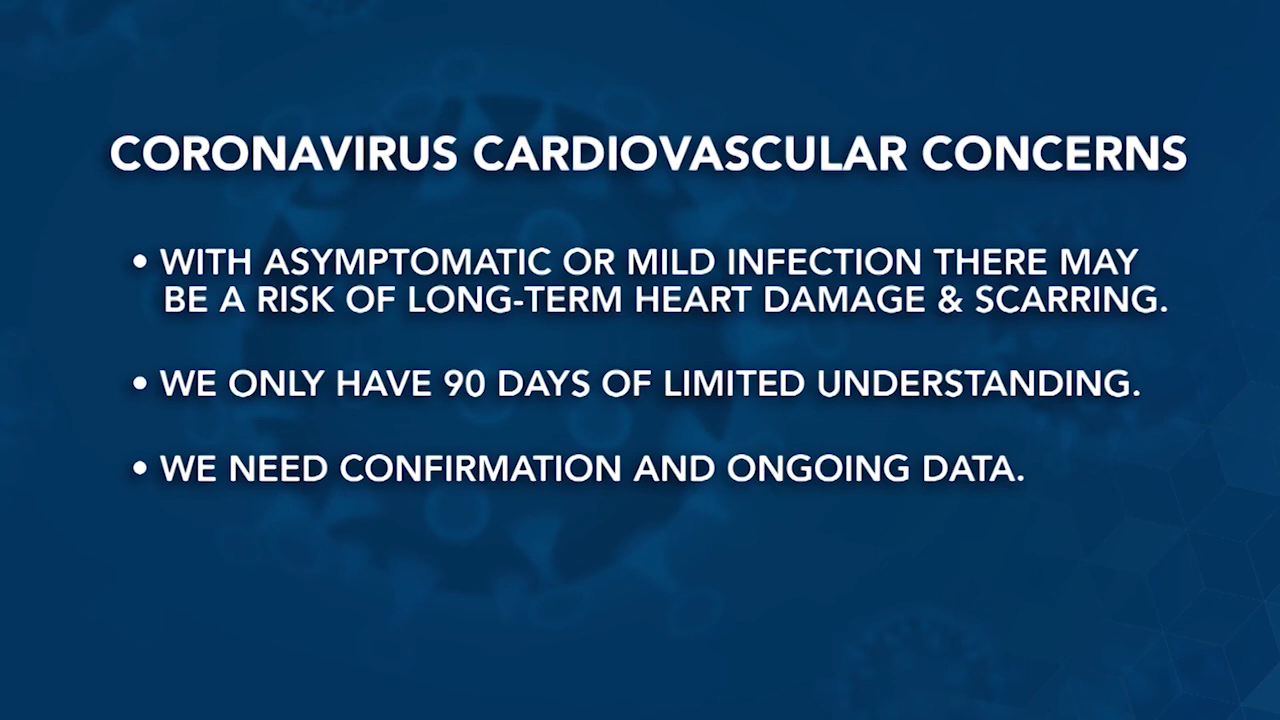 CORONAVIRUS CARDIOVASCULAR CONCERNS
• WITH ASYMPTOMATIC OR MILD INFECTION THERE MAY
BE A RISK OF LONG-TERM HEART DAMAGE & SCARRING.
• WE ONLY HAVE 90 DAYS OF LIMITED UNDERSTANDING.
• WE NEED CONFIRMATION AND ONGOING DATA.